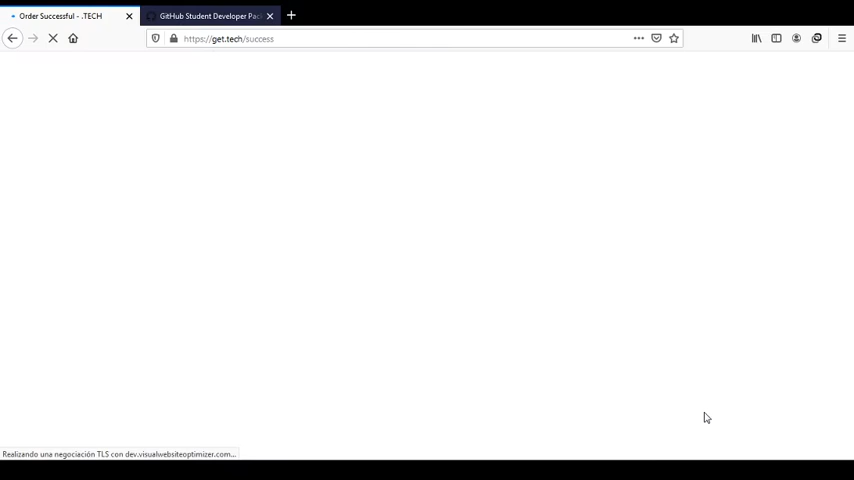 Order Successful - .TECH
GitHub Student Developer Pac
https://get.tech/success
Realizando una negociación TLS con dev.visualwebsiteoptimizer.com...